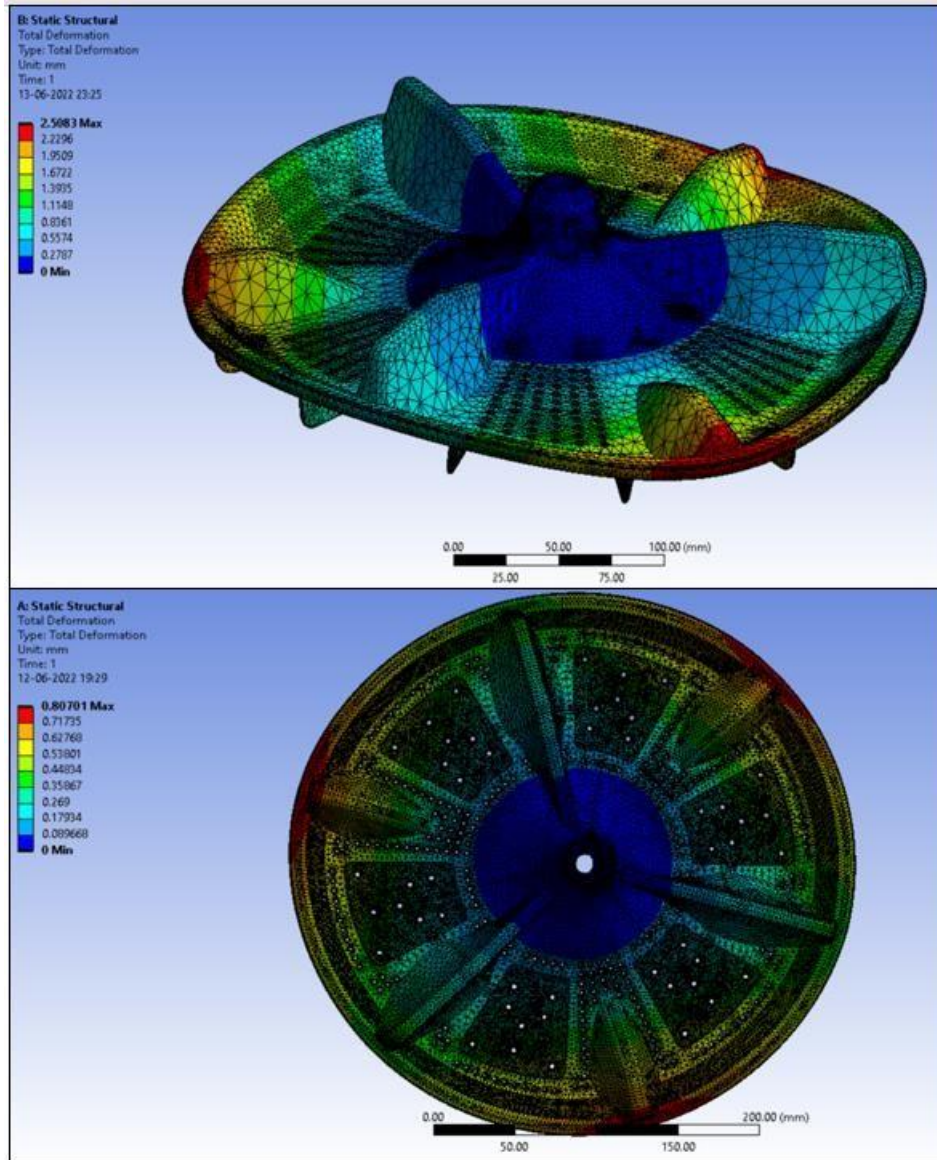 B: Static Structural
Total Deformation
Type: Total Deformation
Unit: mm
Time: 1
13-06-2022 23:25
2.5083 Max
2.2296
1.9509
1.6722
1.3935
1.1148
0.8361
0.5574
0.2787
0 Min
0.00 50.00 100.00 (mm)
25.00 75.00
A: Static Structural
Total Deformation
Type: Total Deformation
Unit: mm
Time: 1
12-06-2022 19:29
0.80701 Max
0.71735
0.62768
0.53801
0.44834
0.35867
0.269
0.17934
0.089668
0 Min
0.00 200.00 (mm)
50.00 150.00